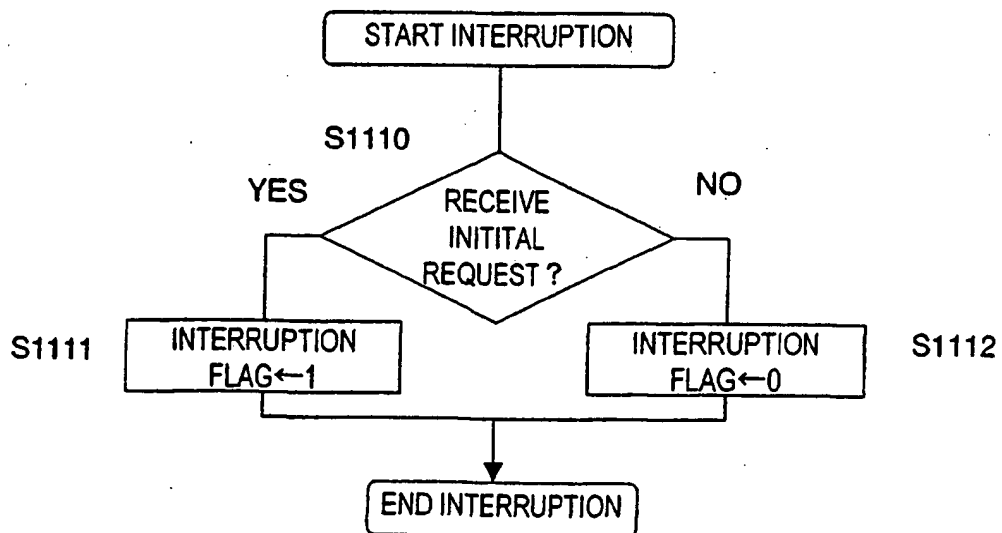 START INTERRUPTION
S1110
YES
NO
RECEIVE
INITITAL
REQUEST ?
S1111
INTERRUPTION
FLAG←1
INTERRUPTION
FLAG←0
S1112
END INTERRUPTION